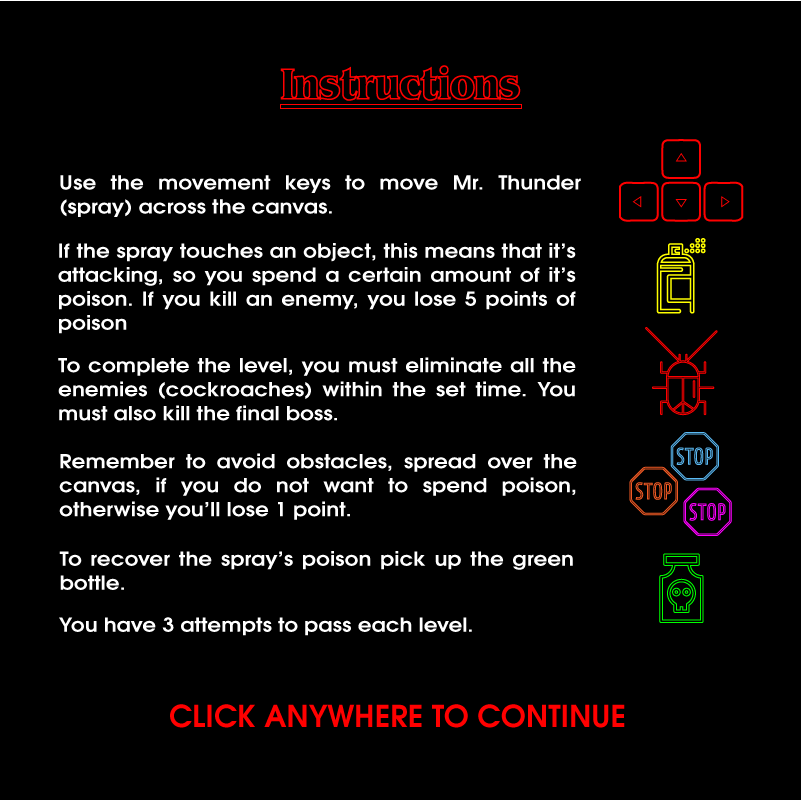 Instructions
Use the movement keys to move Mr. Thunder
(spray) across the canvas.
If the spray touches an object, this means that it's
attacking, so you spend a certain amount of it's
poison. If you kill an enemy, you lose 5 points of
poison
To complete the level, you must eliminate all the
enemies (cockroaches) within the set time. You
must also kill the final boss.
STOP
Remember to avoid obstacles, spread over the
canvas, if you do not want to spend poison,
otherwise you'll lose 1 point.
STOP
STOP
To recover the spray's poison pick up the green
bottle.
You have 3 attempts to pass each level.
CLICK ANYWHERE TO CONTINUE